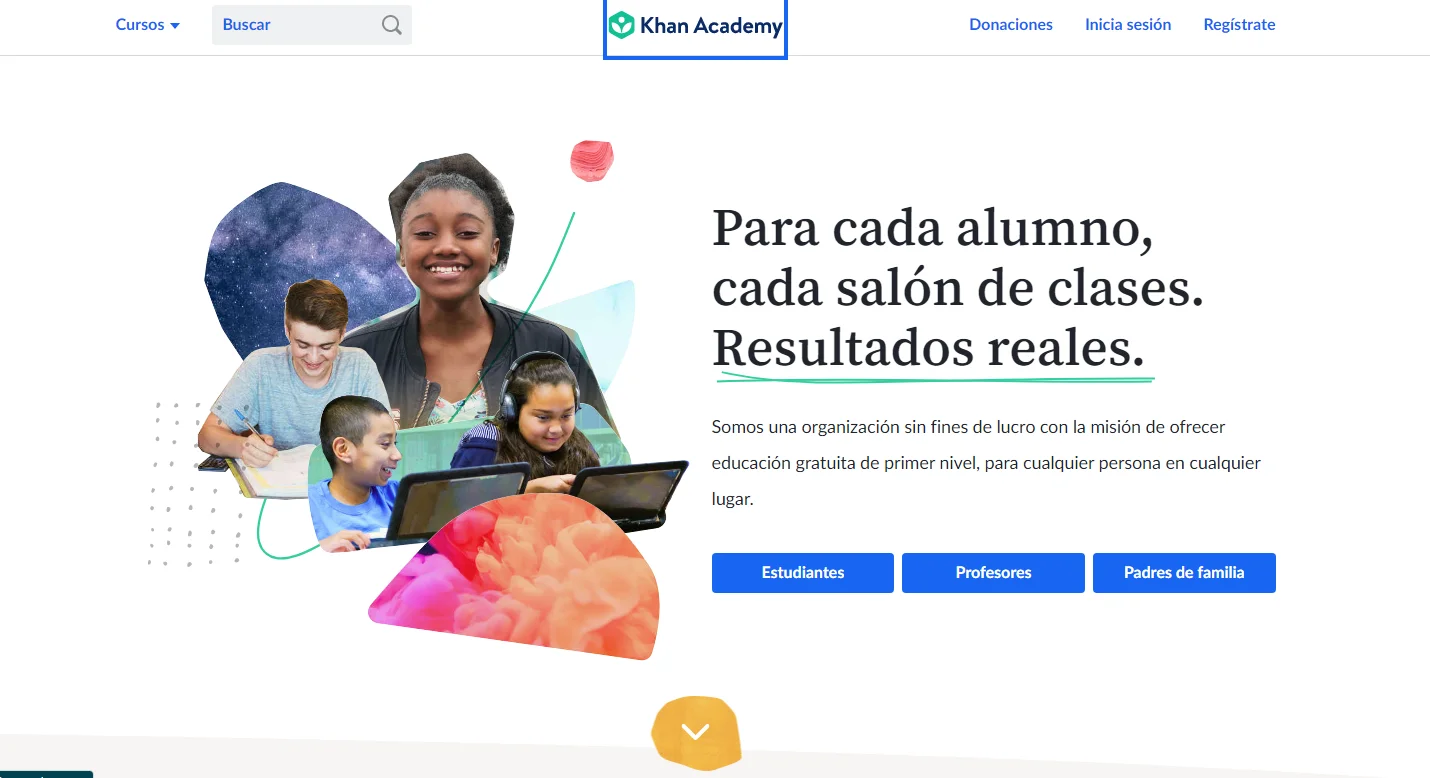 Cursos
Buscar
Khan Academy
Donaciones
Inicia sesión
Regístrate
Para cada alumno,
cada salón de clases.
Resultados reales.
Somos una organización sin fines de lucro con la misión de ofrecer
educación gratuita de primer nivel, para cualquier persona en cualquier
lugar.
Estudiantes
Profesores
Padres de familia